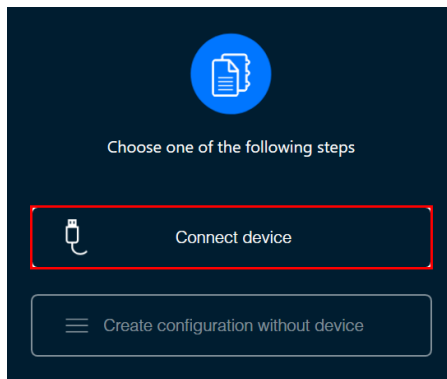 Choose one of the following steps
Connect device
Create configuration without device